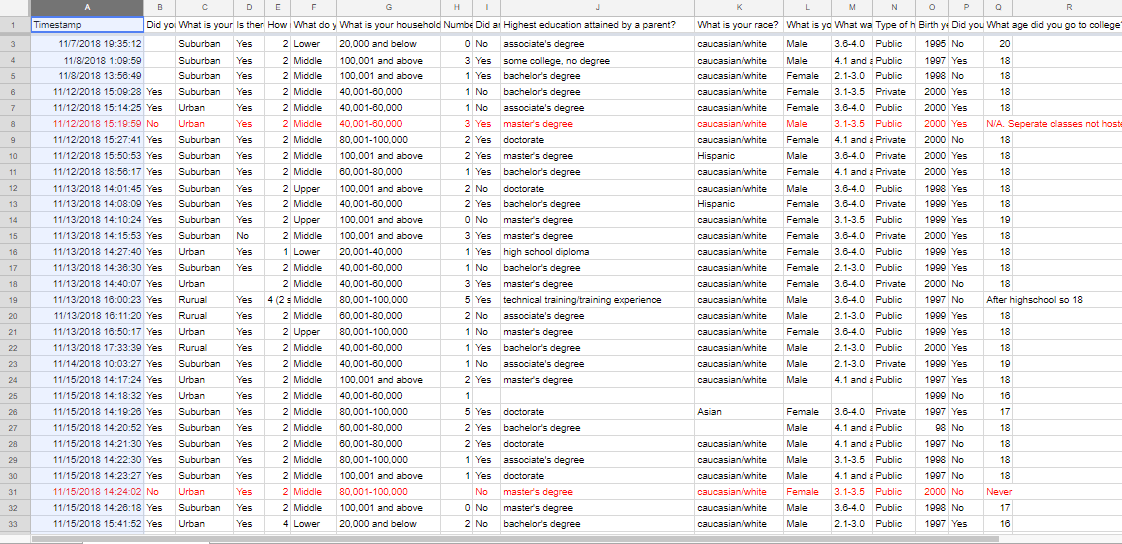 A B C D E F G H I J K L M N O P Q R
1 Timestamp Did you What is your Is ther How What do y What is your household Numbe Did ar Highest education attained by a parent? What is your race? What is yo What wa Type of h Birth ye Did you What age did you go to college?
3 11/7/2018 19:35:12 Suburban Yes 2 Lower 20,000 and below 0 No associate's degree caucasian/white Male 3.6-4.0 Public 1995 No 20
4 11/8/2018 1:09:59 Suburban Yes 2 Middle 100,001 and above 3 Yes some college, no degree caucasian/white Male 4.1 and a Public 1997 Yes 18
5 11/8/2018 13:56:49 Suburban Yes 2 Middle 100,001 and above 1 Yes bachelor's degree caucasian/white Female 2.1-3.0 Public 1998 No 18
6 11/12/2018 15:09:28 Yes Suburban Yes 2 Middle 40,001-60,000 1 No bachelor's degree caucasian/white Female 3.1-3.5 Private 2000 Yes 18
7 11/12/2018 15:14:25 Yes Urban Yes 2 Middle 40,001-60,000 1 No associate's degree caucasian/white Female 3.6-4.0 Public 2000 Yes 18
8 11/12/2018 15:19:59 No Urban Yes 2 Middle 40,001-60,000 3 Yes master's degree caucasian/white Male 3.1-3.5 Public 2000 Yes N/A. Seperate classes not hoste
9 11/12/2018 15:27:41 Yes Suburban Yes 2 Middle 80,001-100,000 2 Yes doctorate caucasian/white Female 4.1 and a Private 2000 No 18
10 11/12/2018 15:50:53 Yes Suburban Yes 2 Middle 100,001 and above 2 Yes master's degree Hispanic Male 3.6-4.0 Public 2000 Yes 18
11 11/12/2018 18:56:17 Yes Suburban Yes 2 Middle 60,001-80,000 1 Yes bachelor's degree caucasian/white Female 4.1 and a Private 2000 Yes 18
12 11/13/2018 14:01:45 Yes Suburban Yes 2 Upper 100,001 and above 2 No doctorate caucasian/white Male 3.6-4.0 Public 1998 Yes 18
13 11/13/2018 14:08:09 Yes Suburban Yes 2 Middle 40,001-60,000 2 Yes bachelor's degree Hispanic Female 3.6-4.0 Private 1999 Yes 18
14 11/13/2018 14:10:24 Yes Suburban Yes 2 Upper 100,001 and above 0 No master's degree caucasian/white Female 3.1-3.5 Public 1999 Yes 19
15 11/13/2018 14:15:53 Yes Suburban No 2 Middle 100,001 and above 3 Yes master's degree caucasian/white Female 3.6-4.0 Private 2000 Yes 18
16 11/13/2018 14:27:40 Yes Urban Yes 1 Lower 20,001-40,000 1 Yes high school diploma caucasian/white Female 3.6-4.0 Public 1999 Yes 18
17 11/13/2018 14:36:30 Yes Suburban Yes 2 Middle 40,001-60,000 1 No bachelor's degree caucasian/white Female 2.1-3.0 Public 1999 Yes 18
18 11/13/2018 14:40:07 Yes Urban 2 Middle 40,001-60,000 3 Yes master's degree caucasian/white Female 3.6-4.0 Private 2000 No 18
19 11/13/2018 16:00:23 Yes Rurual Yes 4 (2 s Middle 80,001-100,000 5 Yes technical training/training experience caucasian/white Male 3.6-4.0 Public 1997 No After highschool so 18
20 11/13/2018 16:11:20 Yes Rurual Yes 2 Middle 60,001-80,000 2 No associate's degree caucasian/white Male 2.1-3.0 Public 1999 Yes 18
21 11/13/2018 16:50:17 Yes Urban Yes 2 Upper 80,001-100,000 1 No master's degree caucasian/white Female 3.6-4.0 Public 1999 Yes 18
22 11/13/2018 17:33:39 Yes Rurual Yes 2 Middle 40,001-60,000 1 Yes bachelor's degree caucasian/white Male 2.1-3.0 Public 2000 Yes 18
23 11/14/2018 10:03:27 Yes Suburban Yes 2 Middle 40,001-60,000 1 No associate's degree caucasian/white Male 2.1-3.0 Private 1999 Yes 19
24 11/15/2018 14:17:24 Yes Urban Yes 2 Middle 100,001 and above 2 Yes master's degree caucasian/white Male 4.1 and a Public 1997 Yes 18
25 11/15/2018 14:18:32 Yes Urban Yes 2 Middle 40,001-60,000 1 1999 No 16
26 11/15/2018 14:19:26 Yes Suburban Yes 2 Middle 80,001-100,000 5 Yes doctorate Asian Female 3.6-4.0 Private 1997 Yes 17
27 11/15/2018 14:20:52 Yes Suburban Yes 2 Middle 60,001-80,000 2 Yes bachelor's degree Male 4.1 and a Public 98 No 18
28 11/15/2018 14:21:30 Yes Suburban Yes 2 Middle 60,001-80,000 2 Yes doctorate caucasian/white Male 4.1 and a Public 1997 No 18
29 11/15/2018 14:22:30 Yes Suburban Yes 2 Middle 80,001-100,000 1 Yes associate's degree caucasian/white Male 3.1-3.5 Public 1998 No 18
30 11/15/2018 14:23:27 Yes Suburban Yes 2 Middle 100,001 and above 1 Yes doctorate caucasian/white Male 4.1 and a Public 1997 No 18
31 11/15/2018 14:24:02 No Urban Yes 2 Middle 80,001-100,000 No master's degree caucasian/white Female 3.1-3.5 Public 2000 No Never
32 11/15/2018 14:26:18 Yes Suburban Yes 2 Middle 100,001 and above 0 No master's degree caucasian/white Male 3.6-4.0 Public 1998 No 17
33 11/15/2018 15:41:52 Yes Urban Yes 4 Lower 20,000 and below 2 No bachelor's degree caucasian/white Male 2.1-3.0 Public 1997 Yes 16